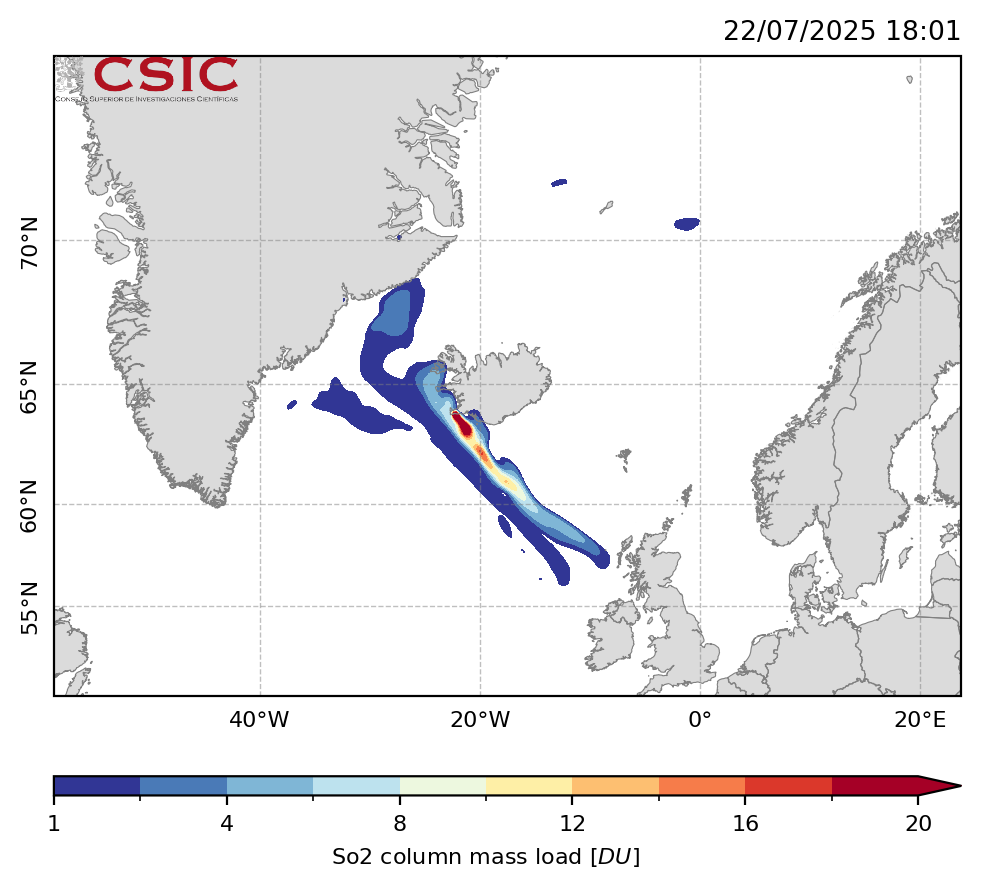 22/07/2025 18:01
CSIC
CONSEJO SUPERIOR DE INVESTIGACIONES CIENTÍFICAS
70°N
65°N
60°N
55°N
40°W 20°W 0° 20°E
1 4 8 12 16 20
So2 column mass load [DU]